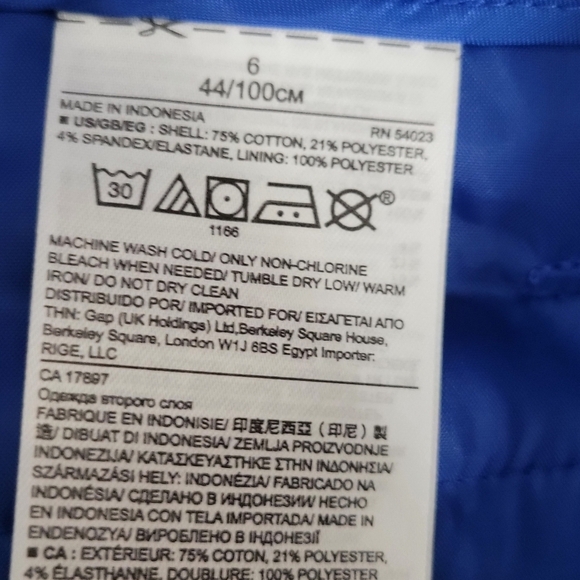 6
44/100CM
MADE IN INDONESIA RN 54023
■ US/GB/EG : SHELL: 75% COTTON, 21% POLYESTER,
4% SPANDEX/ELASTANE, LINING: 100% POLYESTER
30 ®
1166
MACHINE WASH COLD/ ONLY NON-CHLORINE
BLEACH WHEN NEEDED/ TUMBLE DRY LOW/ WARM
IRON/ DO NOT DRY CLEAN
DISTRIBUIDO POR/ IMPORTED FOR/ ΕΙΣΑΓΕΤΑΙ ΑΠΟ
ΤΗΝ: Gap (UK Holdings) Ltd,Berkeley Square House,
Berkeley Square, London W1J 6BS Egypt Importer:
RIGE, LLC
CA 17897
Одежда второго слоя
FABRIQUÉ EN INDONISIE/ 印度尼西亞（印尼）製
造/ DIBUAT DI INDONESIA/ ZEMLJA PROIZVODNJE
INDONEZIJA/ ΚΑΤΑΣΚΕΥΑΣΤΗΚΕ ΣΤΗΝ ΙΝΔΟΝΗΣΙΑ/
SZÁRMAZÁSI HELY: INDONÉZIA/ FABRICADO NA
INDONÉSIA/ СДЕЛАНО В ИНДОНЕЗИИ/ HECHO
EN INDONESIA CON TELA IMPORTADA/ MADE IN
ENDENOZYA/ ВИРОБЛЕНО В ІНДОНЕЗІЇ
■ CA : EXTÉRIEUR: 75% COTON, 21% POLYESTER,
4% ÉLASTHANNE, DOUBLURE: 100% POLYESTER